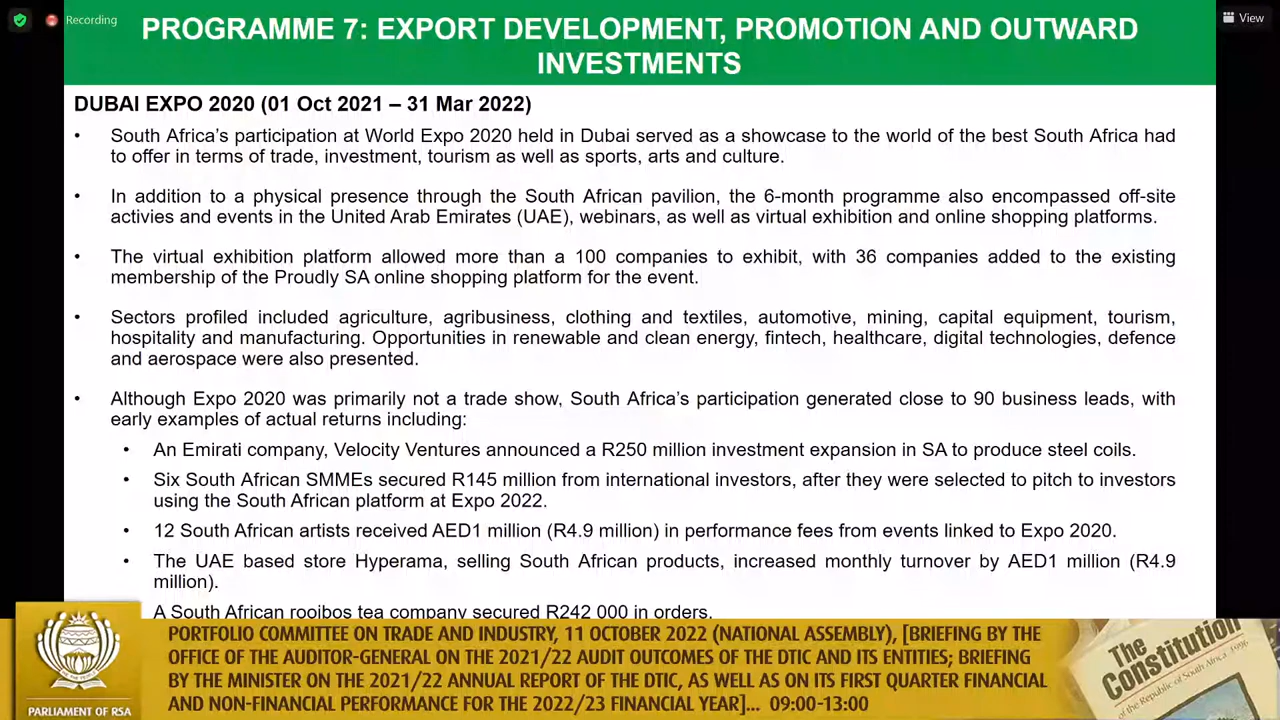 Recording
View
PROGRAMME 7: EXPORT DEVELOPMENT, PROMOTION AND OUTWARD
INVESTMENTS
DUBAI EXPO 2020 (01 Oct 2021 – 31 Mar 2022)
• South Africa's participation at World Expo 2020 held in Dubai served as a showcase to the world of the best South Africa had
to offer in terms of trade, investment, tourism as well as sports, arts and culture.
• In addition to a physical presence through the South African pavilion, the 6-month programme also encompassed off-site
activies and events in the United Arab Emirates (UAE), webinars, as well as virtual exhibition and online shopping platforms.
• The virtual exhibition platform allowed more than a 100 companies to exhibit, with 36 companies added to the existing
membership of the Proudly SA online shopping platform for the event.
• Sectors profiled included agriculture, agribusiness, clothing and textiles, automotive, mining, capital equipment, tourism,
hospitality and manufacturing. Opportunities in renewable and clean energy, fintech, healthcare, digital technologies, defence
and aerospace were also presented.
• Although Expo 2020 was primarily not a trade show, South Africa's participation generated close to 90 business leads, with
early examples of actual returns including:
• An Emirati company, Velocity Ventures announced a R250 million investment expansion in SA to produce steel coils.
• Six South African SMMEs secured R145 million from international investors, after they were selected to pitch to investors
using the South African platform at Expo 2022.
• 12 South African artists received AED1 million (R4.9 million) in performance fees from events linked to Expo 2020.
• The UAE based store Hyperama, selling South African products, increased monthly turnover by AED1 million (R4.9
million).
A South African rooibos tea company secured R242 000 in orders.
PORTFOLIO COMMITTEE ON TRADE AND INDUSTRY, 11 OCTOBER 2022 (NATIONAL ASSEMBLY), [BRIEFING BY THE
OFFICE OF THE AUDITOR-GENERAL ON THE 2021/22 AUDIT OUTCOMES OF THE DTIC AND ITS ENTITIES; BRIEFING
BY THE MINISTER ON THE 2021/22 ANNUAL REPORT OF THE DTIC, AS WELL AS ON ITS FIRST QUARTER FINANCIAL
AND NON-FINANCIAL PERFORMANCE FOR THE 2022/23 FINANCIAL YEAR]... 09:00-13:00
PARLIAMENT OF RSA
The
Constitution
of the Republic of South Africa, 1996